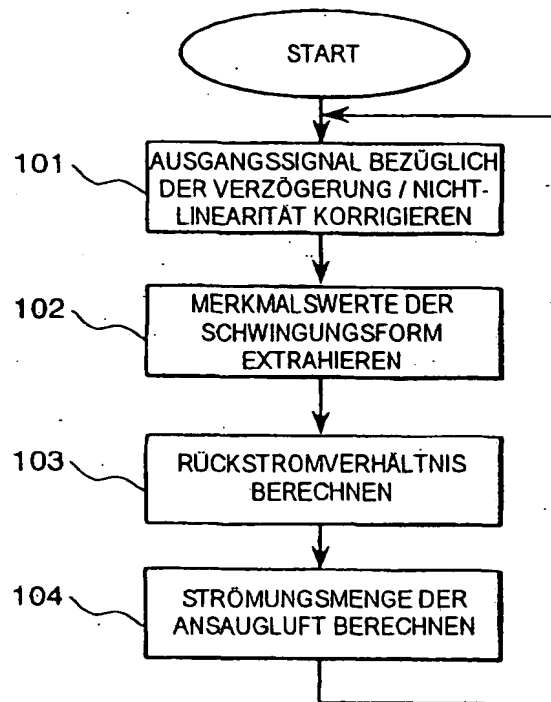 START
101
AUSGANGSSIGNAL BEZÜGLICH
DER VERZÖGERUNG / NICHT-
LINEARITÄT KORRIGIEREN
102
MERKMALSWERTE DER
SCHWINGUNGSFORM
EXTRAHIEREN
103
RÜCKSTROMVERHÄLTNIS
BERECHNEN
104
STRÖMUNGSMENGE DER
ANSAUGLUFT BERECHNEN